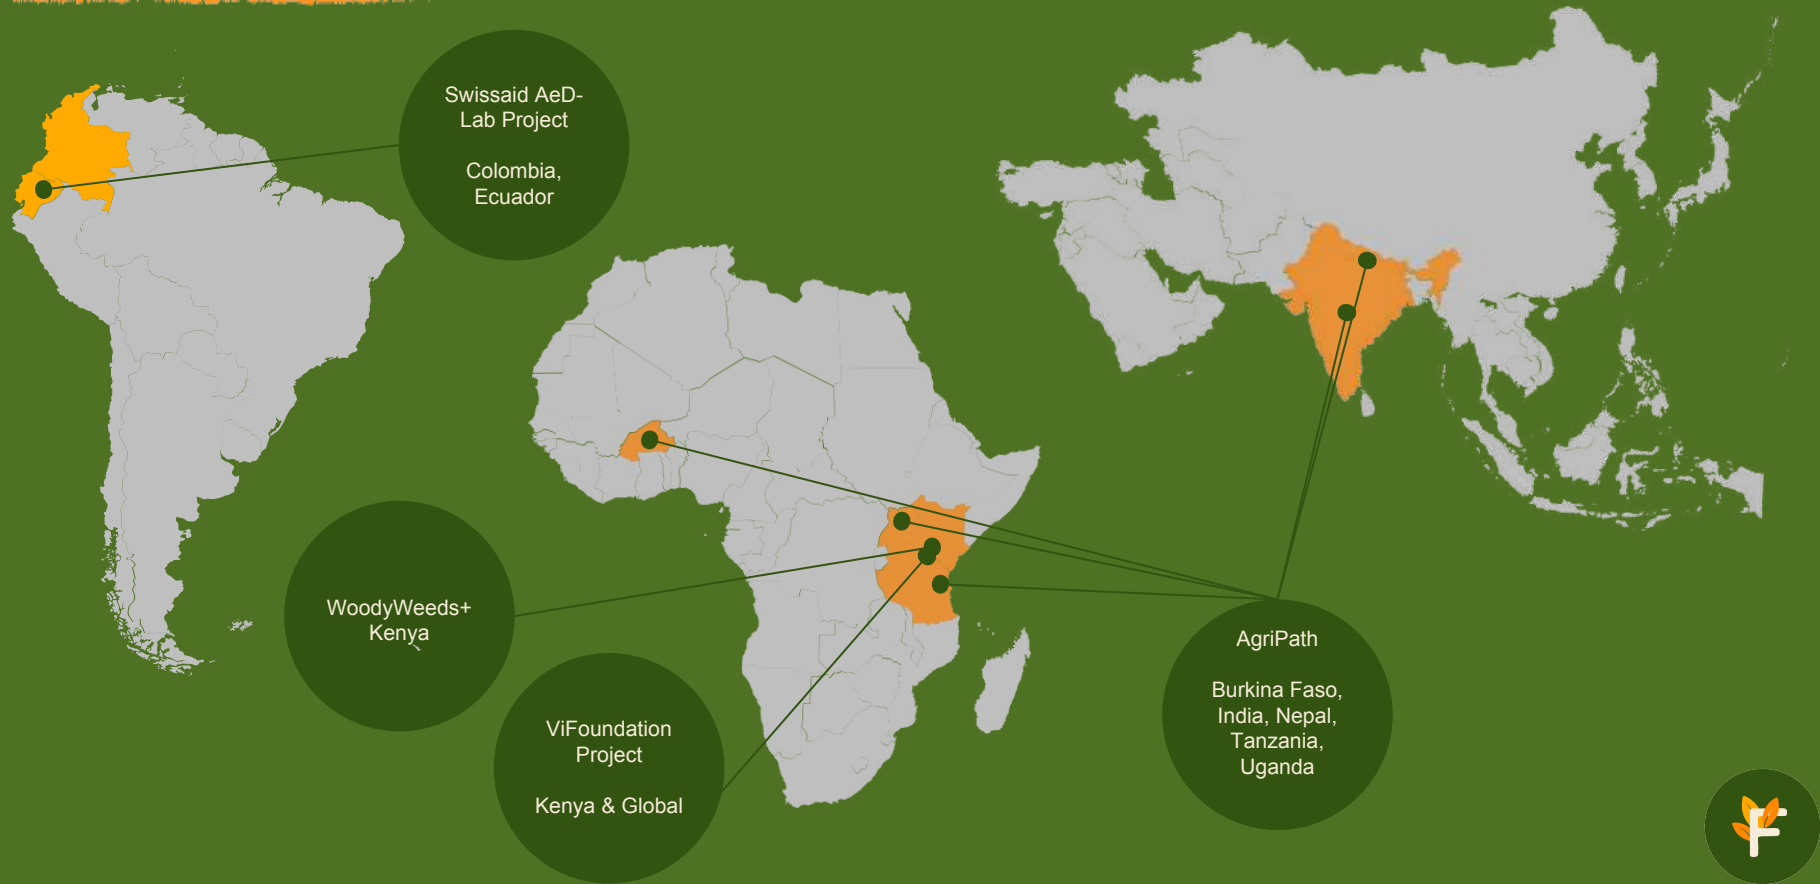 Swissaid AeD-
Lab Project
Colombia,
Ecuador
WoodyWeeds+
Kenya
ViFoundation
Project
Kenya & Global
AgriPath
Burkina Faso,
India, Nepal,
Tanzania,
Uganda
F